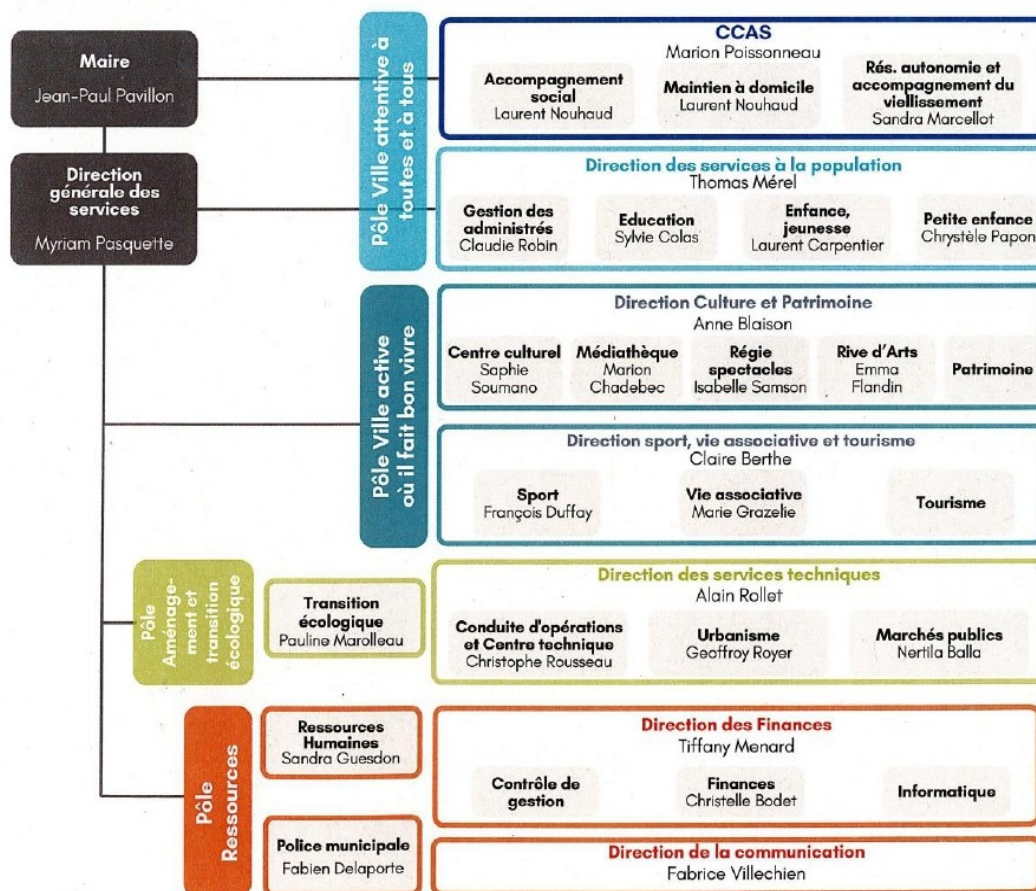 Maire
Jean-Paul Pavillon
Direction
générale des
services
Myriam Pasquette
Pôle Ville attentive à
toutes et à tous
CCAS
Marion Poissonneau
Accompagnement
social
Laurent Nouhaud
Maintien à domicile
Laurent Nouhaud
Rés. autonomie et
accompagnement du
viellissement
Sandra Marcellot
Direction des services à la population
Thomas Mérel
Gestion des
administrés
Claudie Robin
Education
Sylvie Colas
Enfance,
jeunesse
Laurent Carpentier
Petite enfance
Chrystèle Papon
Pôle Ville active
où il fait bon vivre
Direction Culture et Patrimoine
Anne Blaison
Centre culturel
Saphie
Soumano
Médiathèque
Marion
Chadebec
Régie
spectacles
Isabelle Samson
Rive d'Arts
Emma
Flandin
Patrimoine
Direction sport, vie associative et tourisme
Claire Berthe
Sport
François Duffay
Vie associative
Marie Grazelie
Tourisme
Pôle
Aménage-
ment et
transition
écologique
Transition
écologique
Pauline Marolleau
Direction des services techniques
Alain Rollet
Conduite d'opérations
et Centre technique
Christophe Rousseau
Urbanisme
Geoffroy Royer
Marchés publics
Nertila Balla
Pôle
Ressources
Ressources
Humaines
Sandra Guesdon
Police municipale
Fabien Delaporte
Direction des Finances
Tiffany Menard
Contrôle de
gestion
Finances
Christelle Bodet
Informatique
Direction de la communication
Fabrice Villechien